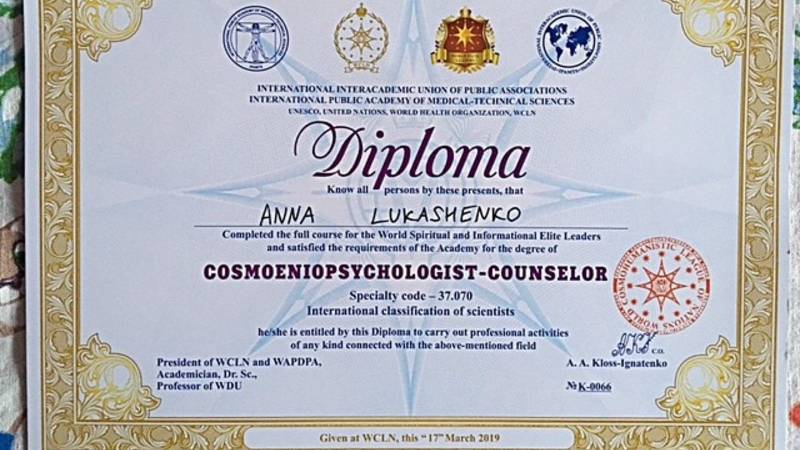 INTERNATIONAL INTERACADEMIC UNION OF PUBLIC ASSOCIATIONS
INTERNATIONAL PUBLIC ACADEMY OF MEDICAL-TECHNICAL SCIENCES
UNESCO, UNITED NATIONS, WORLD HEALTH ORGANIZATION, WCLN
Diploma
Know all persons by these presents, that
ANNA LUKASHENKO
Completed the full course for the World Spiritual and Informational Elite Leaders
and satisfied the requirements of the Academy for the degree of
COSMOENIOPSYCHOLOGIST-COUNSELOR
Specialty code – 37.070
International classification of scientists
he/she is entitled by this Diploma to carry out professional activities
of any kind connected with the above-mentioned field
WORLD COSMOHUMANISTIC LEAGUE OF NATIONS
C.D.
President of WCLN and WAPDPA,
Academician, Dr. Sc.,
Professor of WDU
A. A. Kloss-Ignatenko
№ K-0066
Given at WCLN, this "17" March 2019